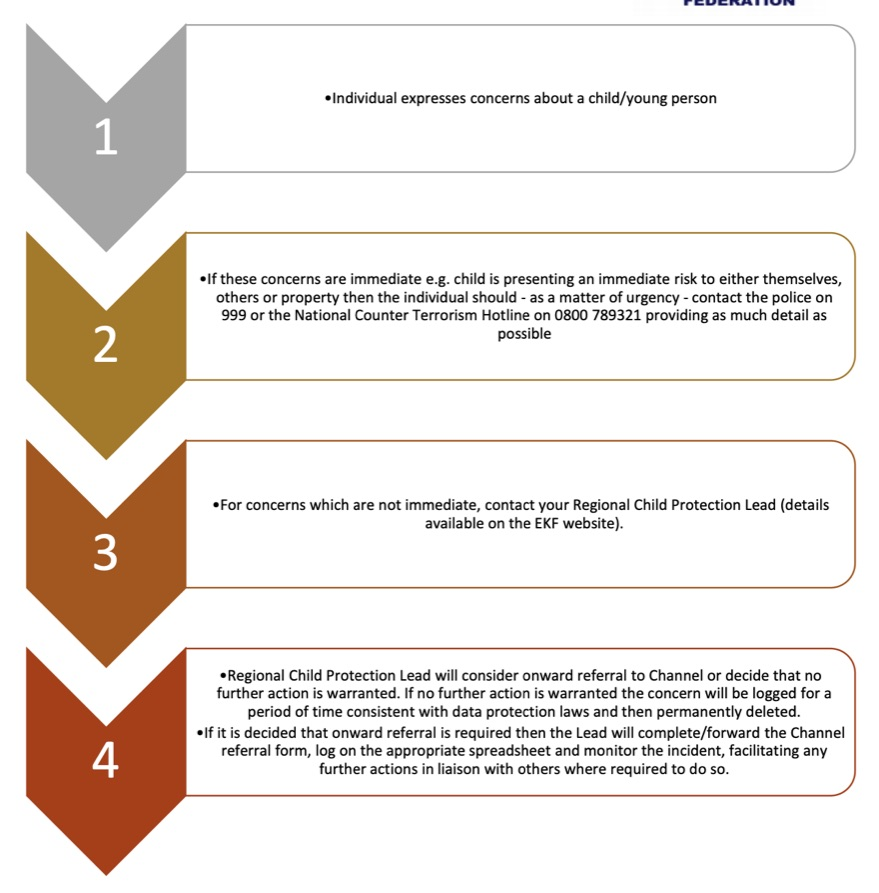 FEDERATION
1
•Individual expresses concerns about a child/young person
2
•If these concerns are immediate e.g. child is presenting an immediate risk to either themselves,
others or property then the individual should - as a matter of urgency - contact the police on
999 or the National Counter Terrorism Hotline on 0800 789321 providing as much detail as
possible
3
•For concerns which are not immediate, contact your Regional Child Protection Lead (details
available on the EKF website).
4
•Regional Child Protection Lead will consider onward referral to Channel or decide that no
further action is warranted. If no further action is warranted the concern will be logged for a
period of time consistent with data protection laws and then permanently deleted.
•If it is decided that onward referral is required then the Lead will complete/forward the Channel
referral form, log on the appropriate spreadsheet and monitor the incident, facilitating any
further actions in liaison with others where required to do so.